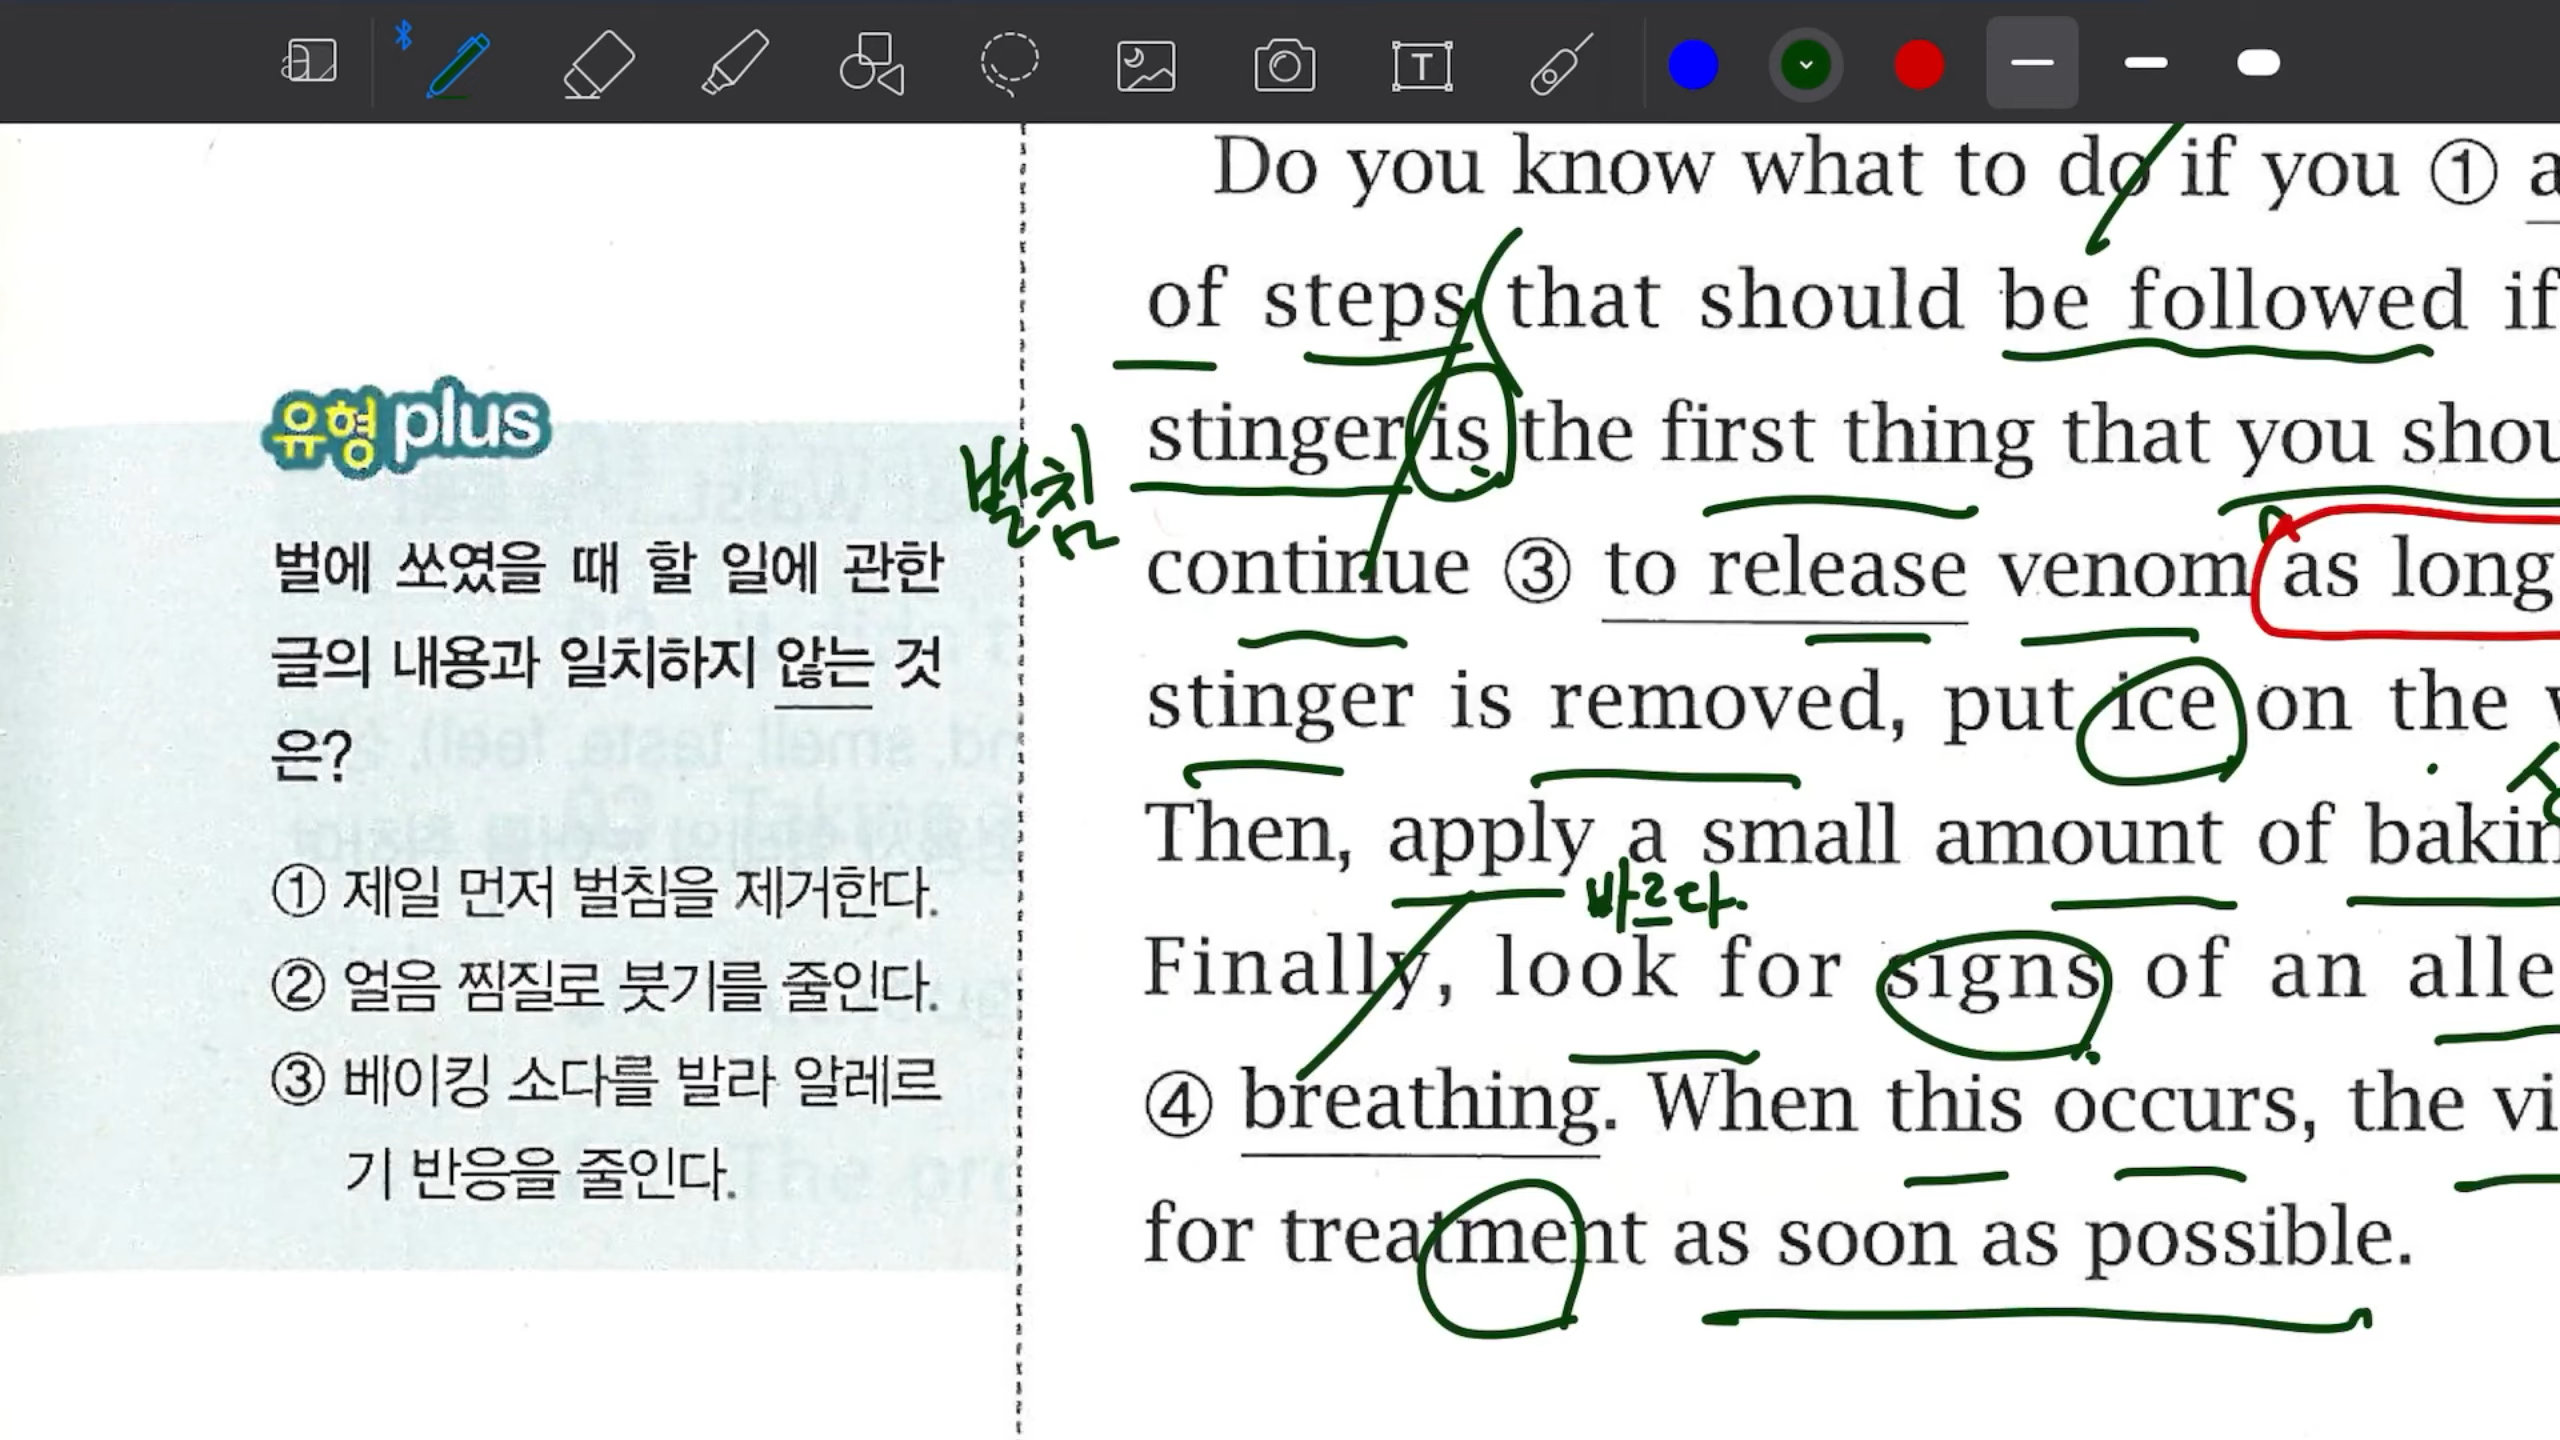 유형 plus
벌에 쏘였을 때 할 일에 관한
글의 내용과 일치하지 않는 것
은?
① 제일 먼저 벌침을 제거한다.
② 얼음 찜질로 붓기를 줄인다.
③ 베이킹 소다를 발라 알레르
기 반응을 줄인다.
Do you know what to do if you ① a
of steps that should be followed if
stinger is the first thing that you shou
벌침
continue ③ to release venom as long
stinger is removed, put ice on the
Then, apply a small amount of bakin
바르다.
Finally, look for signs of an alle
④ breathing. When this occurs, the vi
for treatment as soon as possible.